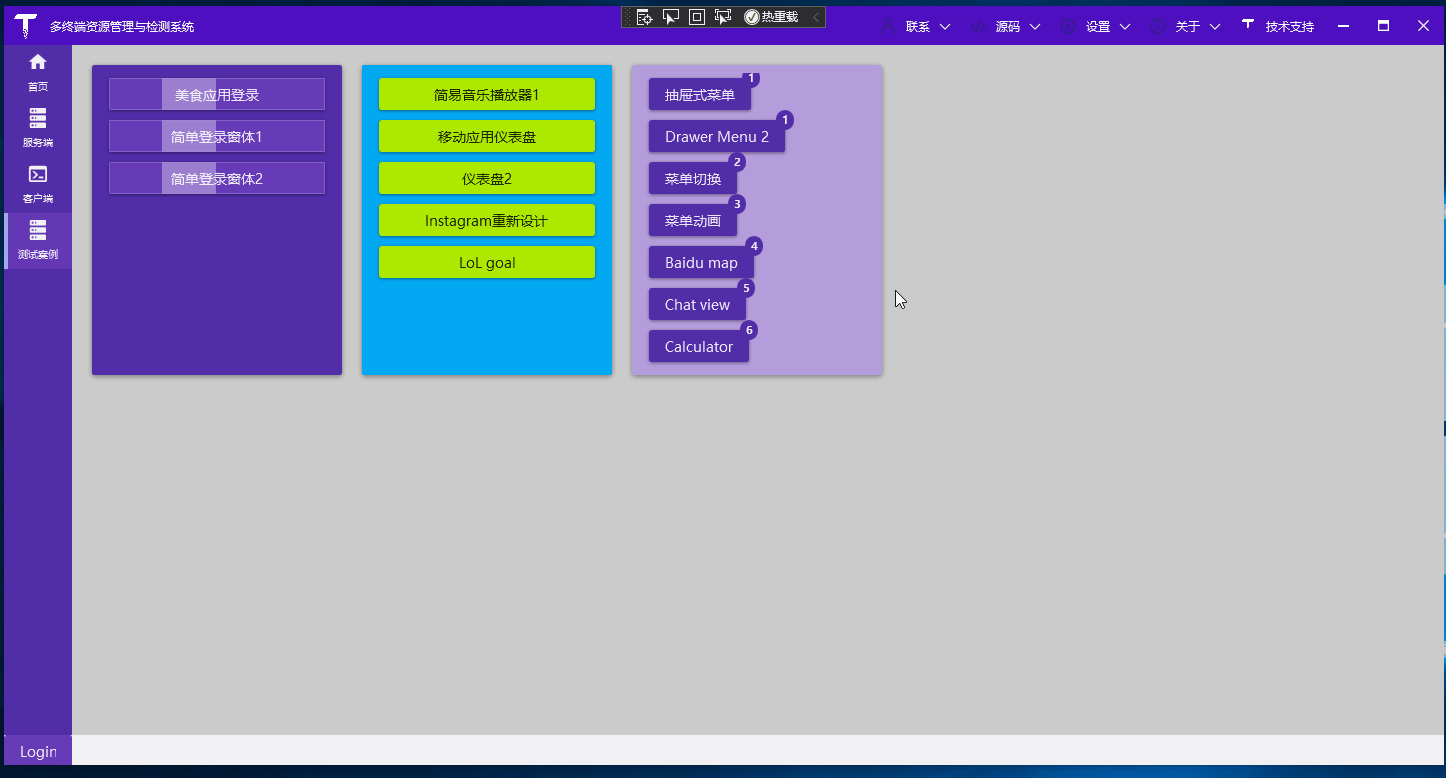 多终端资源管理与检测系统
热重载
联系
源码
设置
关于
技术支持
首页
服务端
客户端
测试案例
美食应用登录
简单登录窗体1
简单登录窗体2
简易音乐播放器1
移动应用仪表盘
仪表盘2
Instagram重新设计
LoL goal
1
抽屉式菜单
1
Drawer Menu 2
2
菜单切换
3
菜单动画
4
Baidu map
5
Chat view
6
Calculator
Login